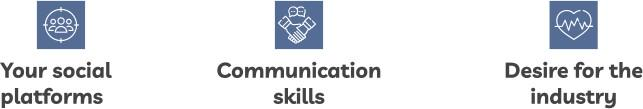 Your social
platforms
Communication
skills
Desire for the
industry